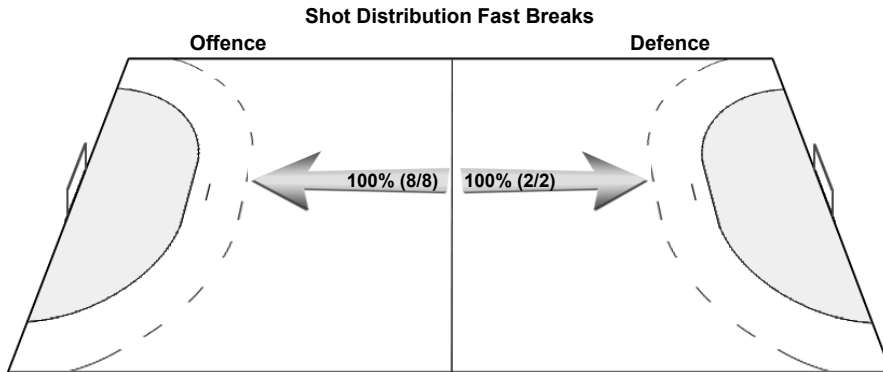 Shot Distribution Fast Breaks
Offence
Defence
100% (8/8)
100% (2/2)